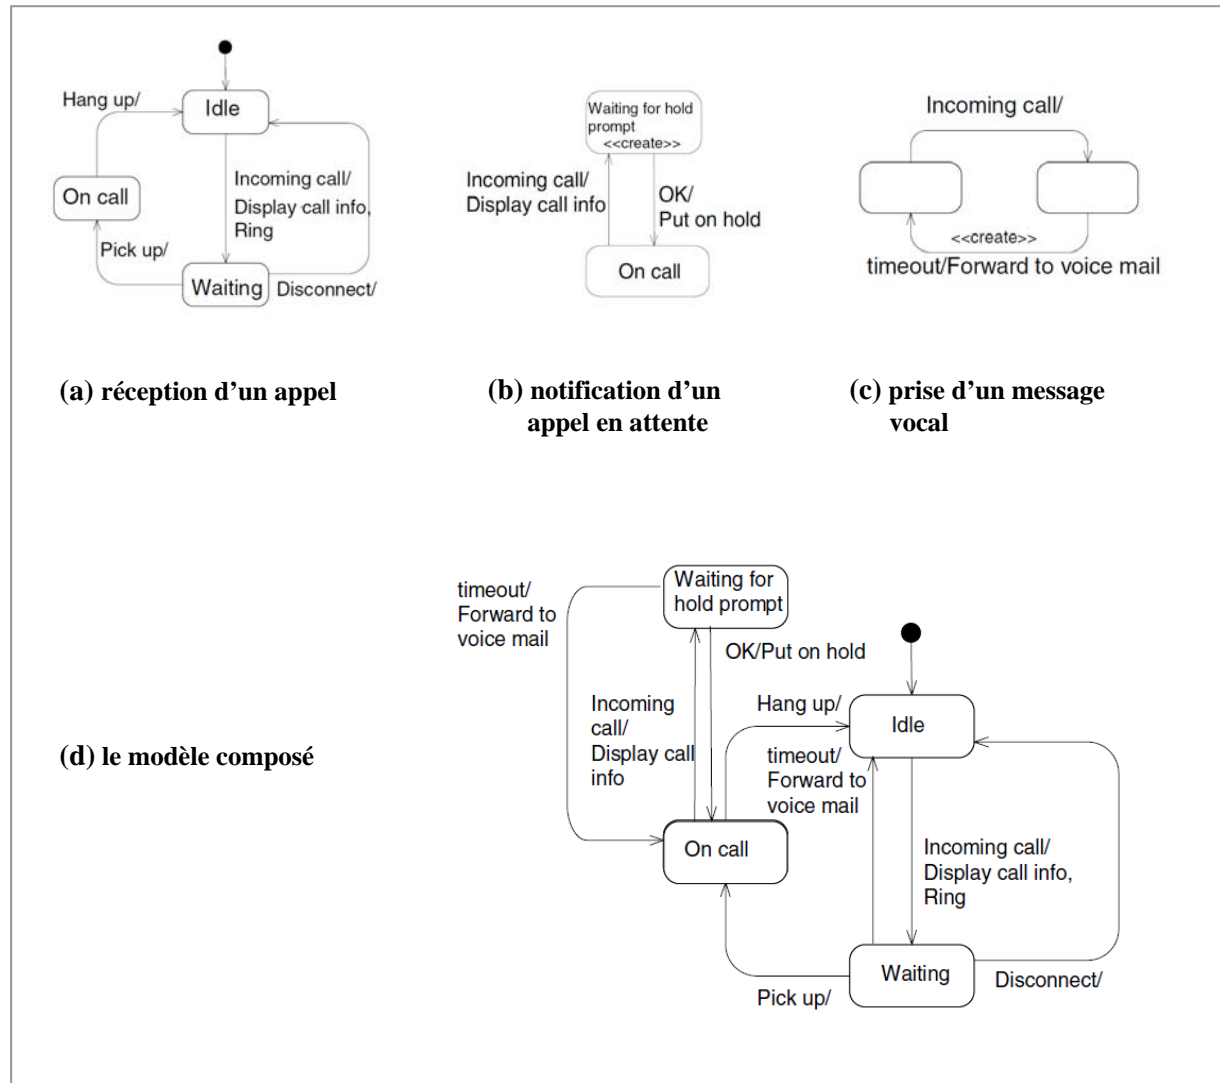 Hang up/
Idle
On call
Incoming call/
Display call info,
Ring
Pick up/
Waiting
Disconnect/
Waiting for hold
prompt
<<create>>
Incoming call/
Display call info
OK/
Put on hold
On call
Incoming call/
<<create>>
timeout/Forward to voice mail
(a) réception d’un appel
(b) notification d’un
appel en attente
(c) prise d’un message
vocal
timeout/
Forward to
voice mail
Waiting for
hold prompt
OK/Put on hold
Incoming
call/
Display call
info
Hang up/
Idle
timeout/
Forward to
voice mail
(d) le modèle composé
On call
Incoming call/
Display call info,
Ring
Waiting
Pick up/
Disconnect/